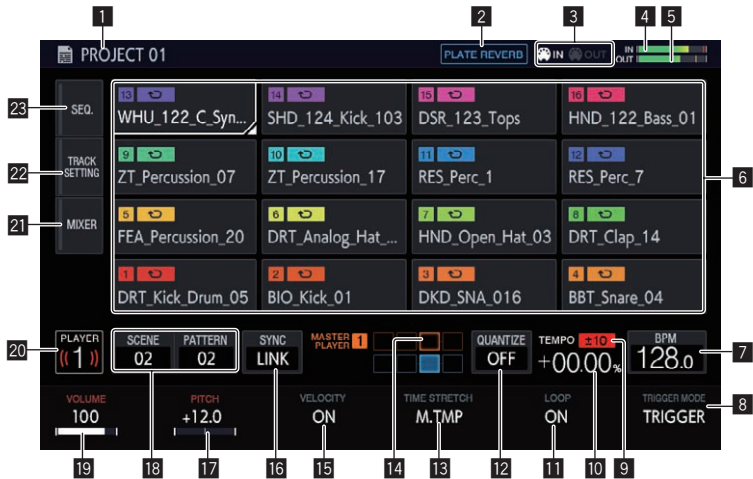 1 2 3 4 5
PROJECT 01 PLATE REVERB IN OUT IN
OUT
23 SEQ. 13 WHU_122_C_Syn... 14 SHD_124_Kick_103 15 DSR_123_Tops 16 HND_122_Bass_01
22 TRACK SETTING 9 ZT_Percussion_07 10 ZT_Percussion_17 11 RES_Perc_1 12 RES_Perc_7 6
21 MIXER 5 FEA_Percussion_20 6 DRT_Analog_Hat_... 7 HND_Open_Hat_03 8 DRT_Clap_14
1 DRT_Kick_Drum_05 2 BIO_Kick_01 3 DKD_SNA_016 4 BBT_Snare_04
20 PLAYER 1 SCENE 02 PATTERN 02 SYNC LINK MASTER PLAYER 1 QUANTIZE OFF TEMPO ±10 +00.00% BPM 128.0 7
VOLUME 100 PITCH +12.0 VELOCITY ON TIME STRETCH M.TMP LOOP ON TRIGGER MODE TRIGGER 8
19 18 17 16 15 14 13 12 11 10 9